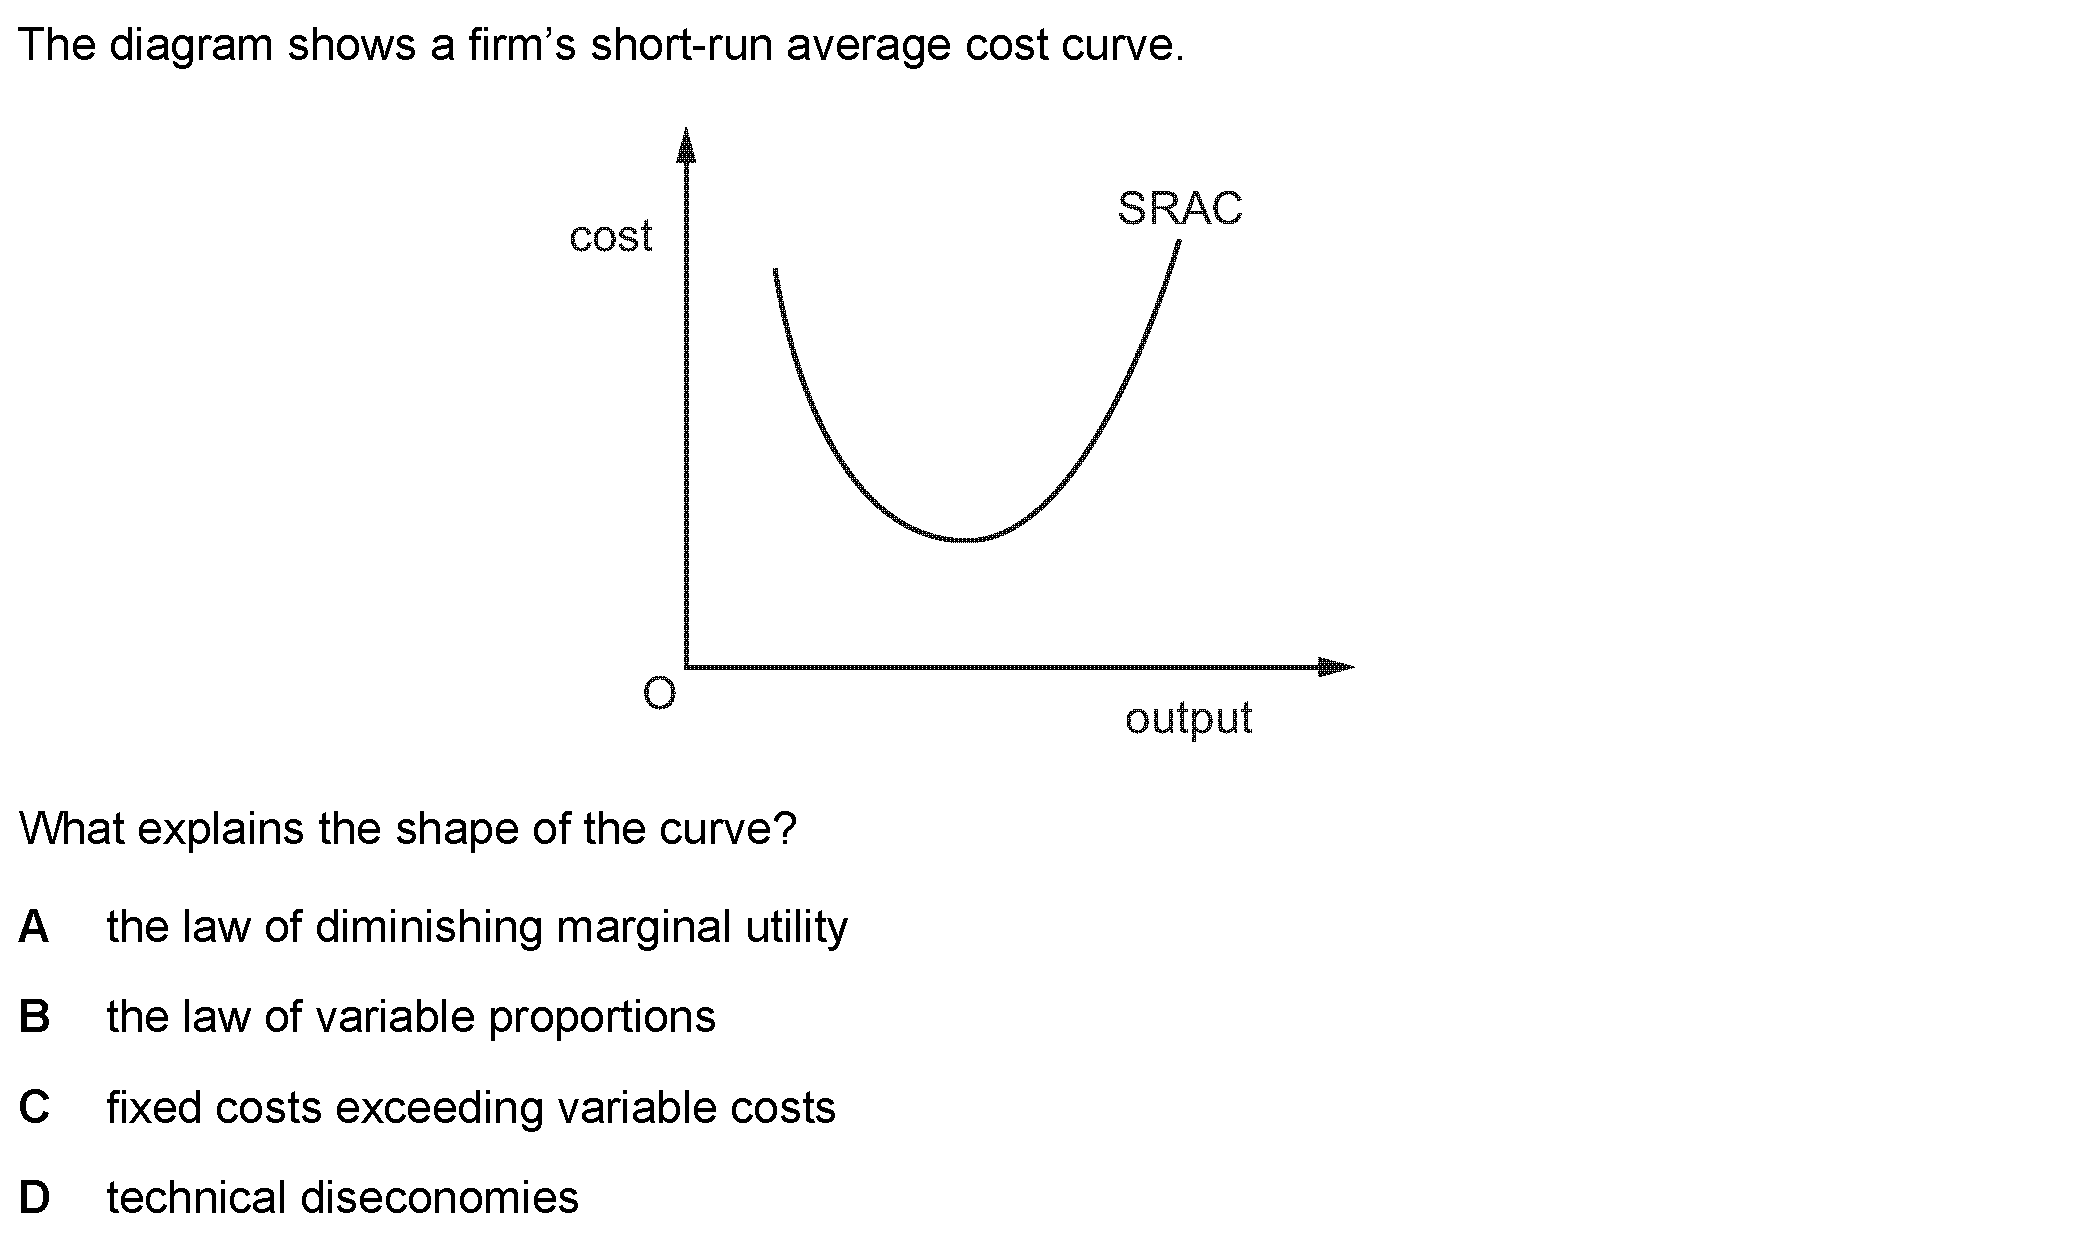 The diagram shows a firm’s short-run average cost curve.
SRAC
cost
O
output
What explains the shape of the curve?
A the law of diminishing marginal utility
B the law of variable proportions
C fixed costs exceeding variable costs
D technical diseconomies